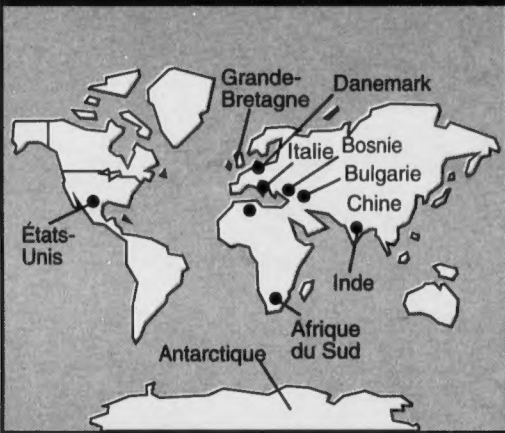 Grande-
Bretagne
Danemark
Italie
Bosnie
Bulgarie
Chine
États-
Unis
Inde
Afrique
du Sud
Antarctique